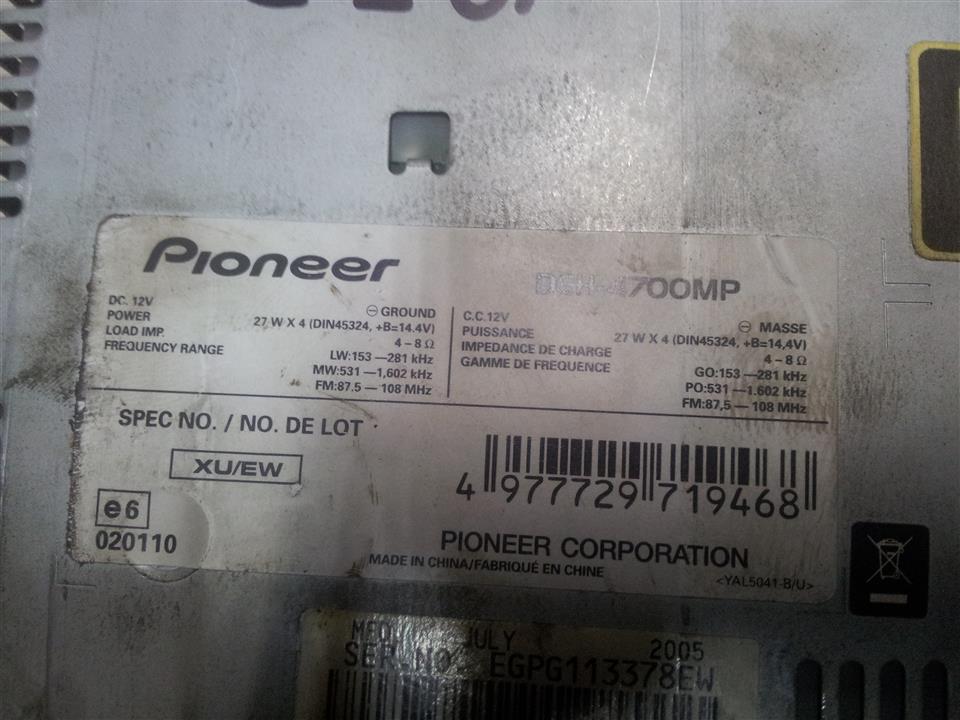 Pioneer
DEH-4700MP
DC. 12V ⊖ GROUND
POWER 27 W X 4 (DIN45324, +B=14.4V)
LOAD IMP. 4 – 8 Ω
FREQUENCY RANGE LW:153 — 281 kHz
MW:531 — 1,602 kHz
FM:87.5 — 108 MHz
C.C.12V ⊖ MASSE
PUISSANCE 27 W X 4 (DIN45324, +B=14,4V)
IMPEDANCE DE CHARGE 4 – 8 Ω
GAMME DE FREQUENCE GO:153 — 281 kHz
PO:531 — 1.602 kHz
FM:87,5 — 108 MHz
SPEC NO. / NO. DE LOT
XU/EW
e6
020110
4 977729 719468
PIONEER CORPORATION
MADE IN CHINA/FABRIQUÉ EN CHINE
<YAL5041-B/U>
JULY 2005
SER.NO. EGPG113378EW